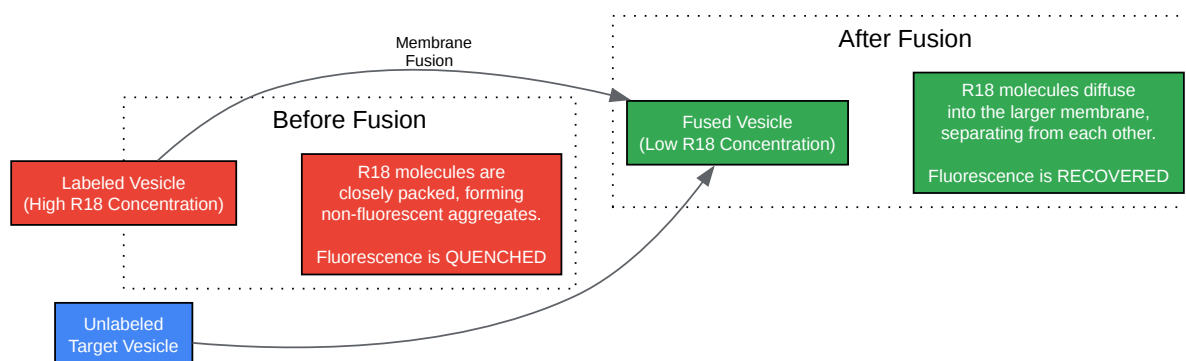 Membrane
Fusion
Before Fusion
Labeled Vesicle
(High R18 Concentration)
R18 molecules are
closely packed, forming
non-fluorescent aggregates.
Fluorescence is QUENCHED
Unlabeled
Target Vesicle
After Fusion
Fused Vesicle
(Low R18 Concentration)
R18 molecules diffuse
into the larger membrane,
separating from each other.
Fluorescence is RECOVERED